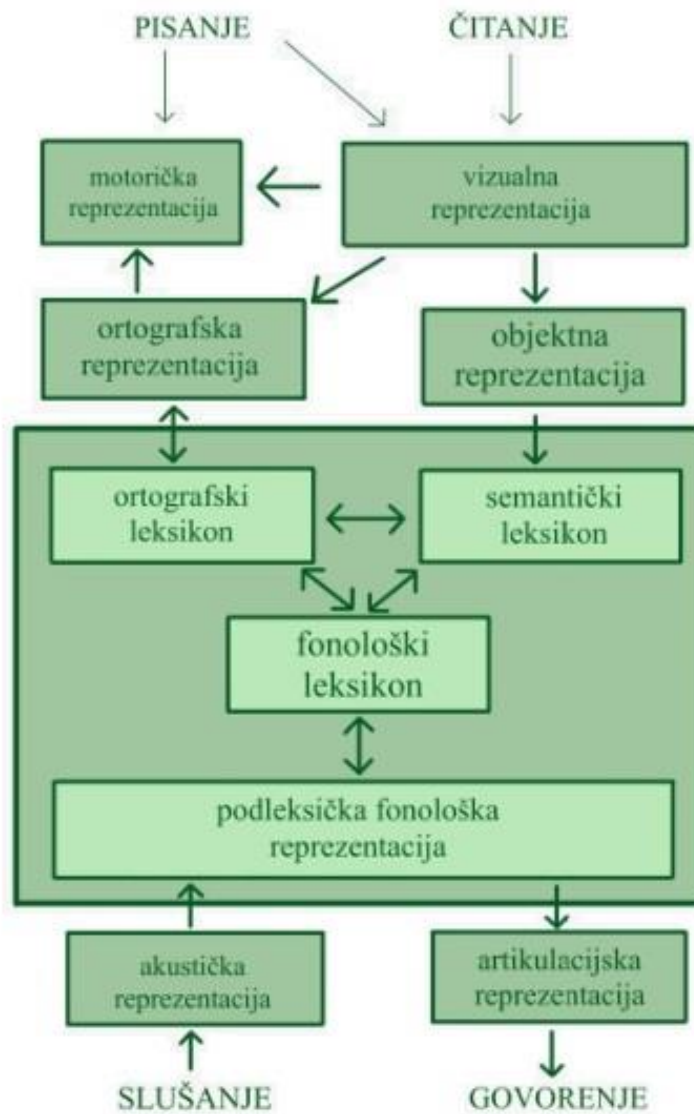 PISANJE
ČITANJE
motorička
reprezentacija
vizualna
reprezentacija
ortografska
reprezentacija
objektna
reprezentacija
ortografski
leksikon
semantički
leksikon
fonološki
leksikon
podleksička fonološka
reprezentacija
akustička
reprezentacija
artikulacijska
reprezentacija
SLUŠANJE
GOVORENJE